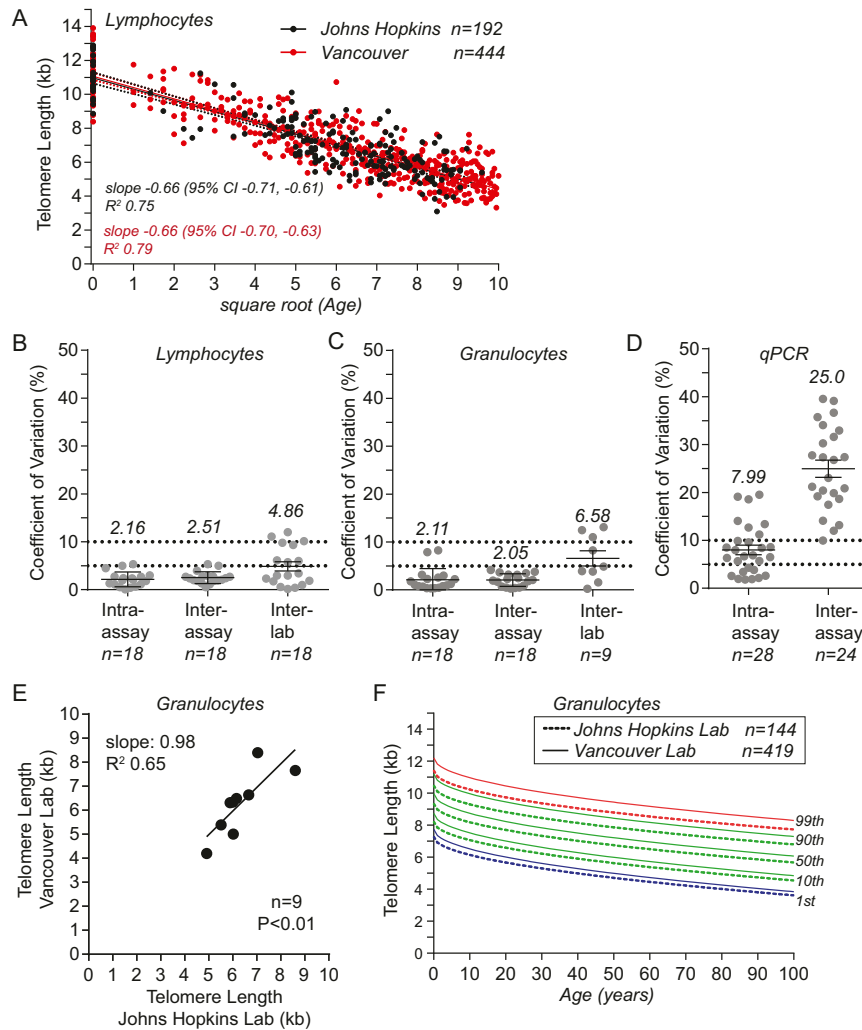 A
Lymphocytes
Johns Hopkins n=192
Vancouver n=444
Telomere Length (kb)
14
12
10
8
6
4
2
0
slope -0.66 (95% CI -0.71, -0.61)
R² 0.75
slope -0.66 (95% CI -0.70, -0.63)
R² 0.79
0 1 2 3 4 5 6 7 8 9 10
square root (Age)
B
Lymphocytes
Coefficient of Variation (%)
50
40
30
20
10
0
2.16
2.51
4.86
Intra-
assay
n=18
Inter-
assay
n=18
Inter-
lab
n=18
C
Granulocytes
Coefficient of Variation (%)
50
40
30
20
10
0
2.11
2.05
6.58
Intra-
assay
n=18
Inter-
assay
n=18
Inter-
lab
n=9
D
qPCR
Coefficient of Variation (%)
50
40
30
20
10
0
7.99
25.0
Intra-
assay
n=28
Inter-
assay
n=24
E
Granulocytes
Telomere Length
Vancouver Lab (kb)
10
9
8
7
6
5
4
3
2
1
0
slope: 0.98
R² 0.65
n=9
P<0.01
0 1 2 3 4 5 6 7 8 9 10
Telomere Length
Johns Hopkins Lab (kb)
F
Granulocytes
Johns Hopkins Lab n=144
Vancouver Lab n=419
Telomere Length (kb)
14
12
10
8
6
4
2
0
99th
90th
50th
10th
1st
0 10 20 30 40 50 60 70 80 90 100
Age (years)